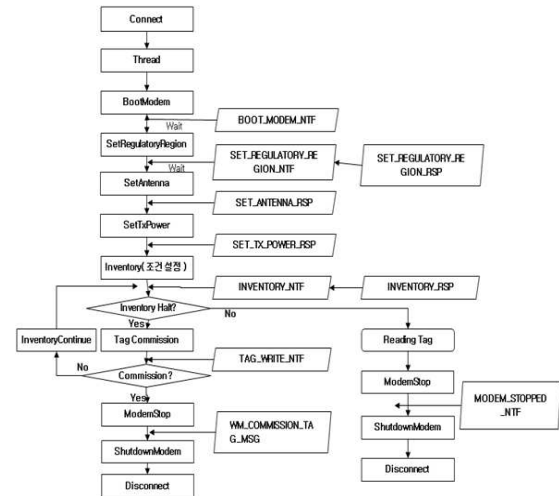 Connect
Thread
BootModem
Wait
BOOT_MODEM_NTF
SetRegulatoryRegion
Wait
SET_REGULATORY_RE
GION_NTF
SET_REGULATORY_RE
GION_RSP
SetAntenna
SET_ANTENNA_RSP
SetTxPower
SET_TX_POWER_RSP
Inventory( 조건 설정 )
INVENTORY_NTF
INVENTORY_RSP
Inventory Halt?
No
Yes
InventoryContinue
Tag Commission
Reading Tag
TAG_WRITE_NTF
No
Commission?
ModemStop
Yes
ModemStop
MODEM_STOPPED
_NTF
WM_COMMISSION_TA
G_MSG
ShutdownModem
ShutdownModem
Disconnect
Disconnect